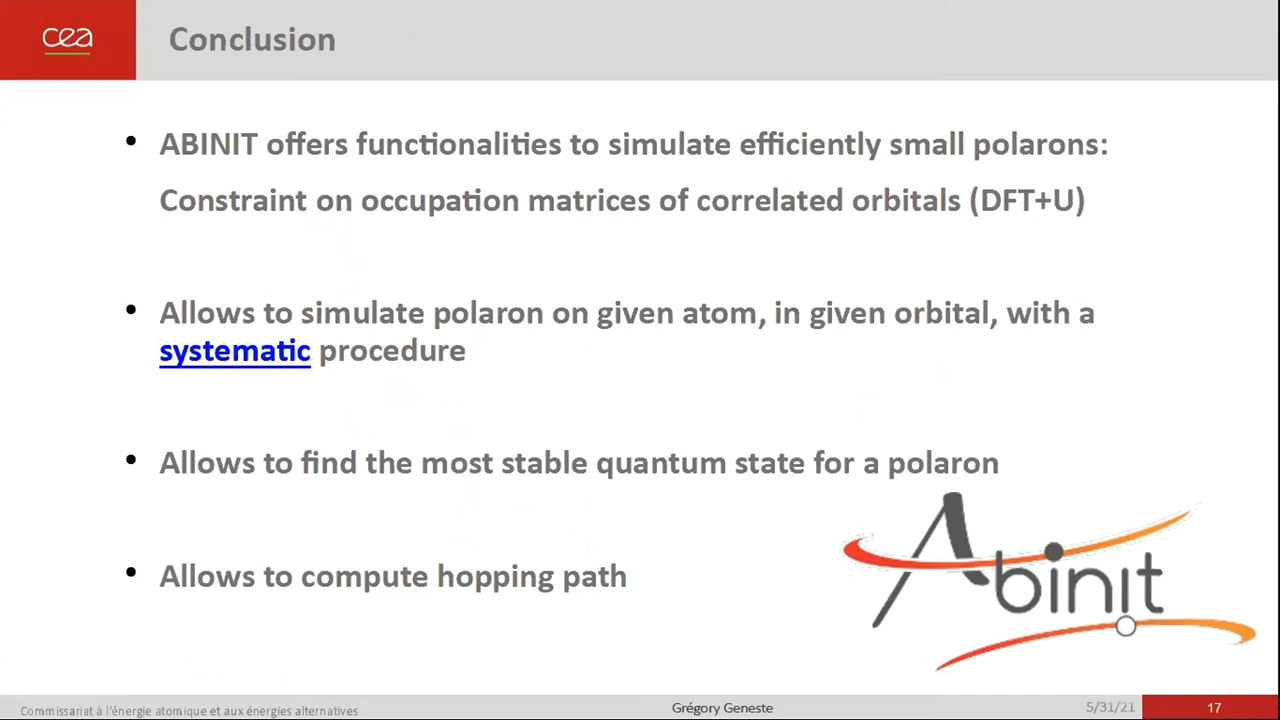 cea
Conclusion
• ABINIT offers functionalities to simulate efficiently small polarons:
Constraint on occupation matrices of correlated orbitals (DFT+U)
• Allows to simulate polaron on given atom, in given orbital, with a
systematic procedure
• Allows to find the most stable quantum state for a polaron
• Allows to compute hopping path
Abinit
Commissariat à l'énergie atomique et aux énergies alternatives
Grégory Geneste
5/31/21
17